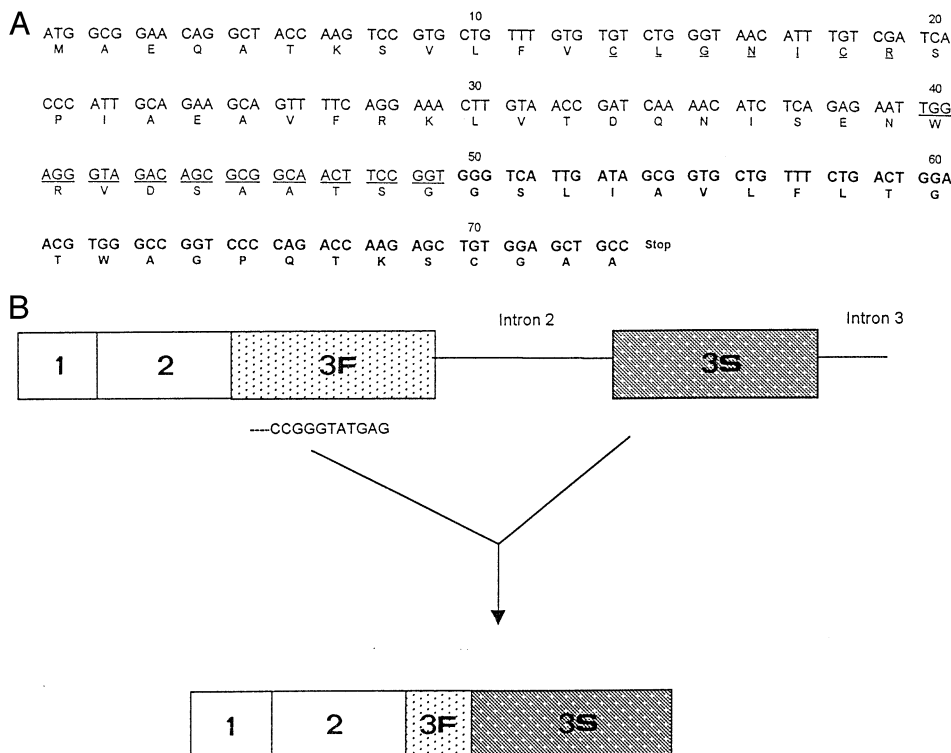 A
10 20
ATG GCG GAA CAG GCT ACC AAG TCC GTG CTG TTT GTG TGT CTG GGT AAC ATT TGT CGA TCA
M A E Q A T K S V L F V C L G N I C R S
30 40
CCC ATT GCA GAA GCA GTT TTC AGG AAA CTT GTA ACC GAT CAA AAC ATC TCA GAG AAT TGG
P I A E A V F R K L V T D Q N I S E N W
50 60
AGG GTA GAC AGC GCG GCA ACT TCC GGT GGG TCA TTG ATA GCG GTG CTG TTT CTG ACT GGA
R V D S A A T S G G S L I A V L F L T G
70
ACG TGG GCC GGT CCC CAG ACC AAG AGC TGT GGA GCT GCC Stop
T W A G P Q T K S C G A A
B
Intron 2 Intron 3
1 2 3F 3S
----CCGGGTATGAG
1 2 3F 3S